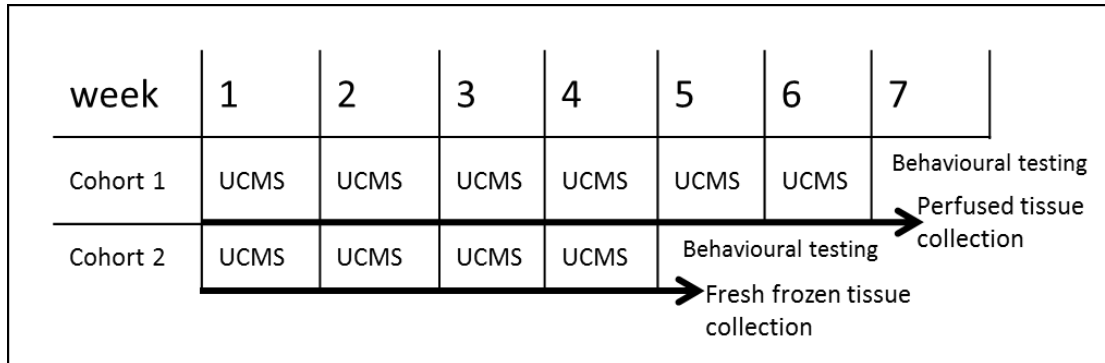 week 1 2 3 4 5 6 7
Cohort 1 UCMS UCMS UCMS UCMS UCMS UCMS Behavioural testing
Perfused tissue
collection
Cohort 2 UCMS UCMS UCMS UCMS Behavioural testing
Fresh frozen tissue
collection